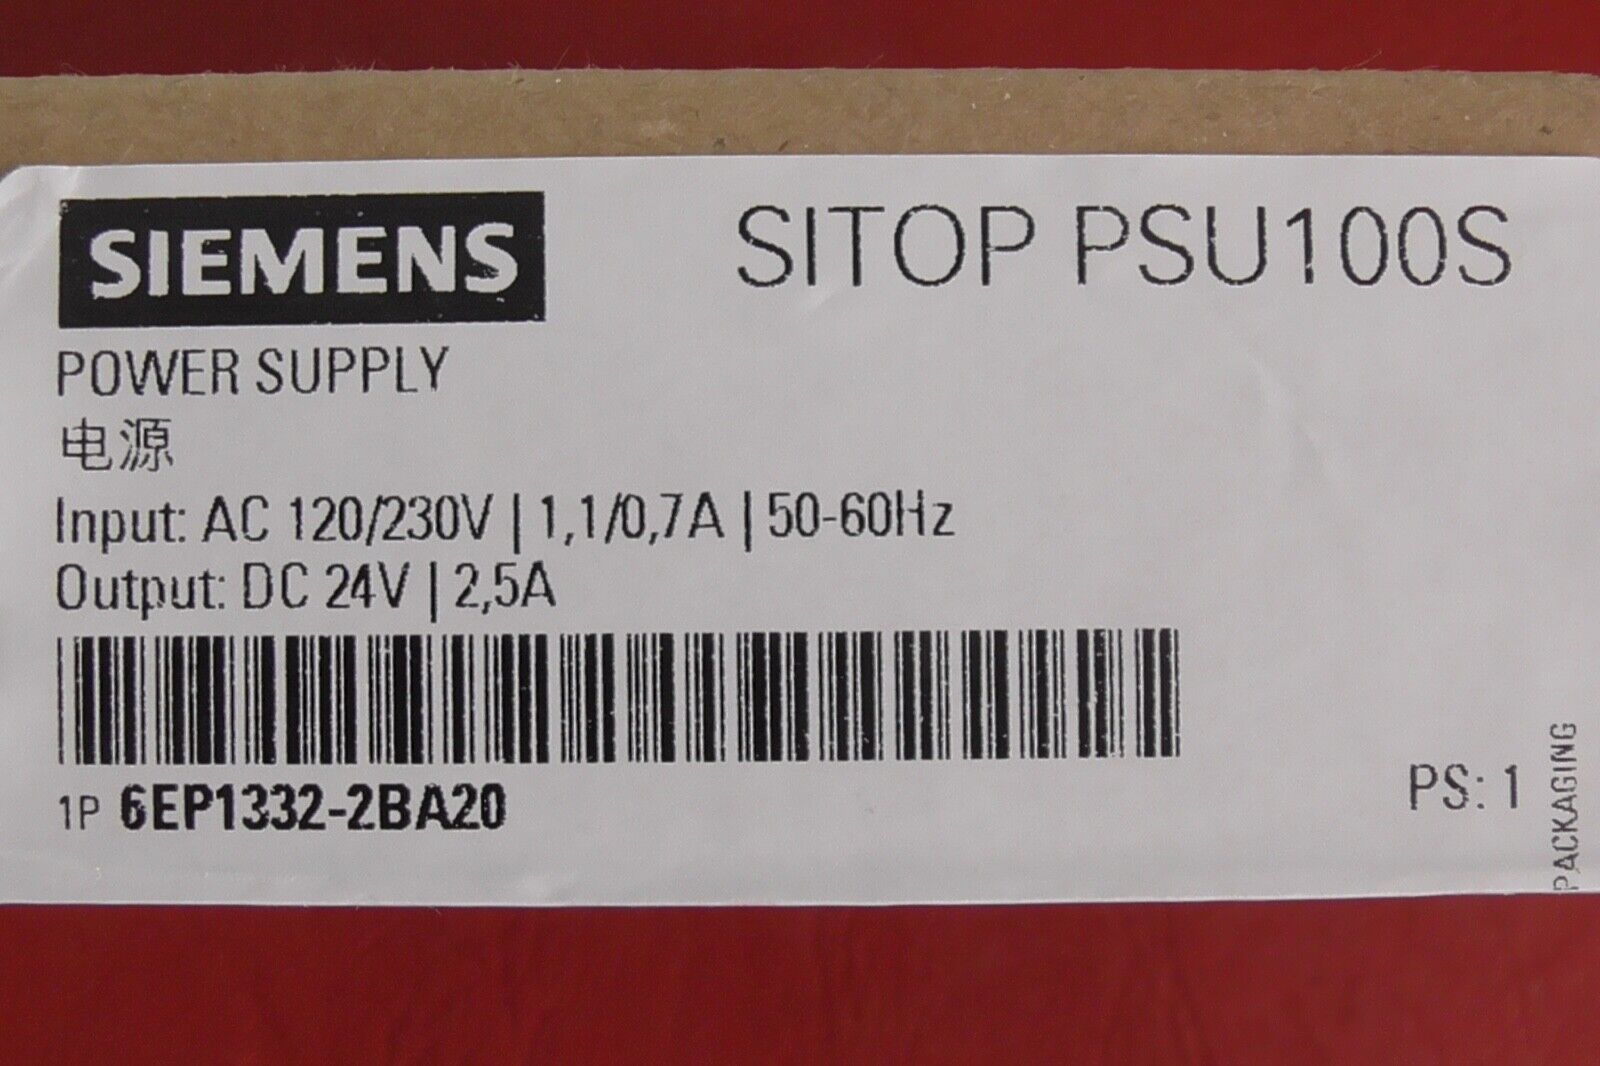 SIEMENS
SITOP PSU100S
POWER SUPPLY
电源
Input: AC 120/230V | 1,1/0,7A | 50-60Hz
Output: DC 24V | 2,5A
1P 6EP1332-2BA20
PS: 1
PACKAGING